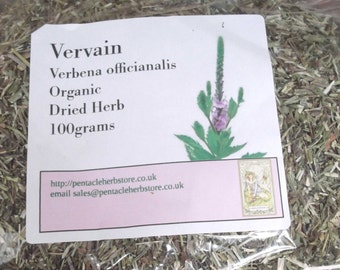 Vervain
Verbena officianalis
Organic
Dried Herb
100grams
http://pentacleherbstore.co.uk
email sales@pentacleherbstore.co.uk